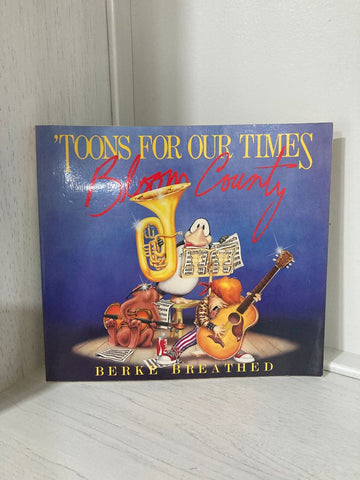 'TOONS FOR OUR TIMES
Bloom County
BERKE BREATHED